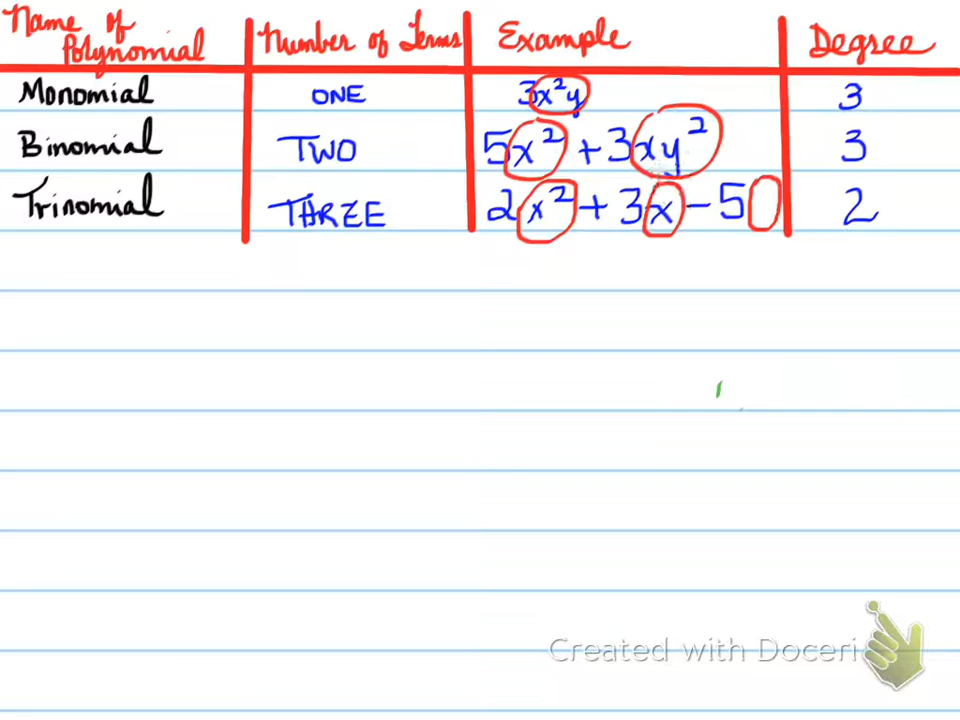 Name of Polynomial Number of Terms Example Degree
Monomial ONE 3x²y 3
Binomial TWO 5x² + 3xy² 3
Trinomial THREE 2x² + 3x - 5 2
Created with Doceri